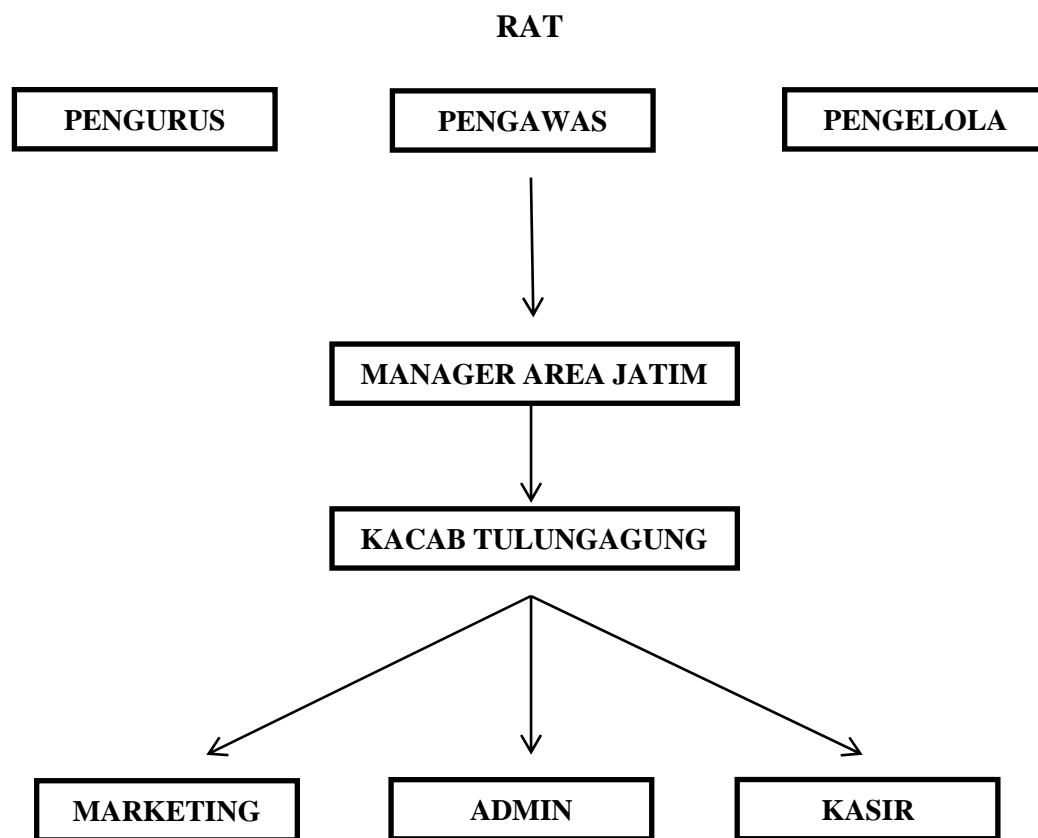 RAT
PENGURUS
PENGAWAS
PENGELOLA
MANAGER AREA JATIM
KACAB TULUNGAGUNG
MARKETING
ADMIN
KASIR